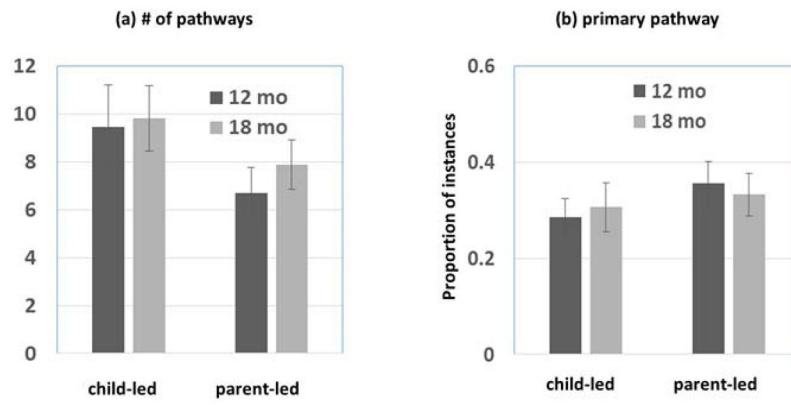 (a) # of pathways
12
10
8
6
4
2
0
12 mo
18 mo
child-led
parent-led
(b) primary pathway
Proportion of instances
0.6
0.4
0.2
0
12 mo
18 mo
child-led
parent-led